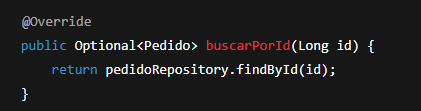 @Override
public Optional<Pedido> buscarPorId(Long id) {
    return pedidoRepository.findById(id);
}